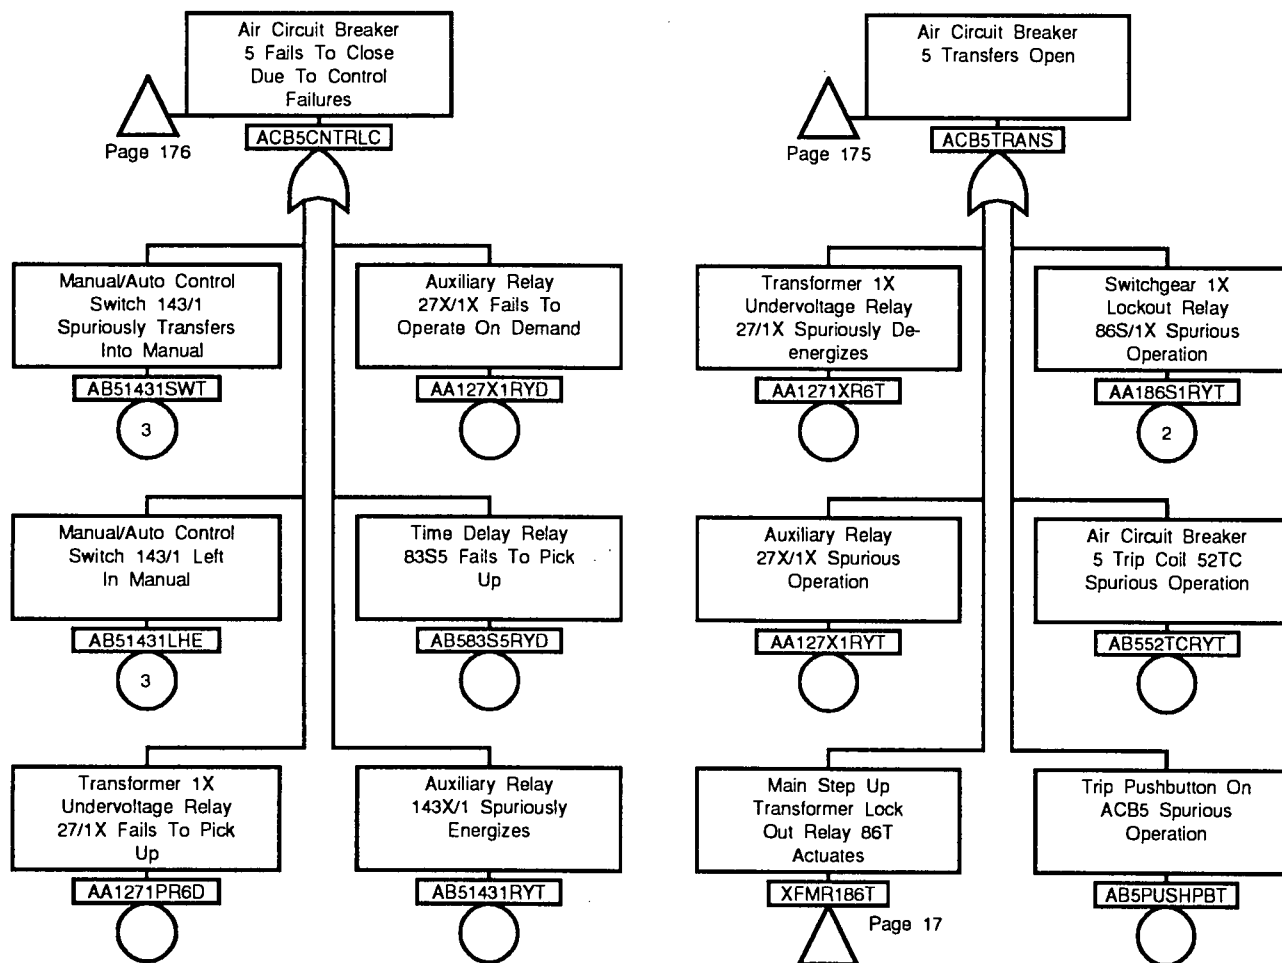 Air Circuit Breaker
5 Fails To Close
Due To Control
Failures
Page 176
ACB5CNTRLC
Manual/Auto Control
Switch 143/1
Spuriously Transfers
Into Manual
AB51431SWT
3
Auxiliary Relay
27X/1X Fails To
Operate On Demand
AA127X1RYD
Manual/Auto Control
Switch 143/1 Left
In Manual
AB51431LHE
3
Time Delay Relay
83S5 Fails To Pick
Up
AB583S5RYD
Transformer 1X
Undervoltage Relay
27/1X Fails To Pick
Up
AA1271PR6D
Auxiliary Relay
143X/1 Spuriously
Energizes
AB51431RYT
Air Circuit Breaker
5 Transfers Open
Page 175
ACB5TRANS
Transformer 1X
Undervoltage Relay
27/1X Spuriously De-
energizes
AA1271XR6T
Switchgear 1X
Lockout Relay
86S/1X Spurious
Operation
AA186S1RYT
2
Auxiliary Relay
27X/1X Spurious
Operation
AA127X1RYT
Air Circuit Breaker
5 Trip Coil 52TC
Spurious Operation
AB552TCRYT
Main Step Up
Transformer Lock
Out Relay 86T
Actuates
XFMR186T
Page 17
Trip Pushbutton On
ACB5 Spurious
Operation
AB5PUSHPBT